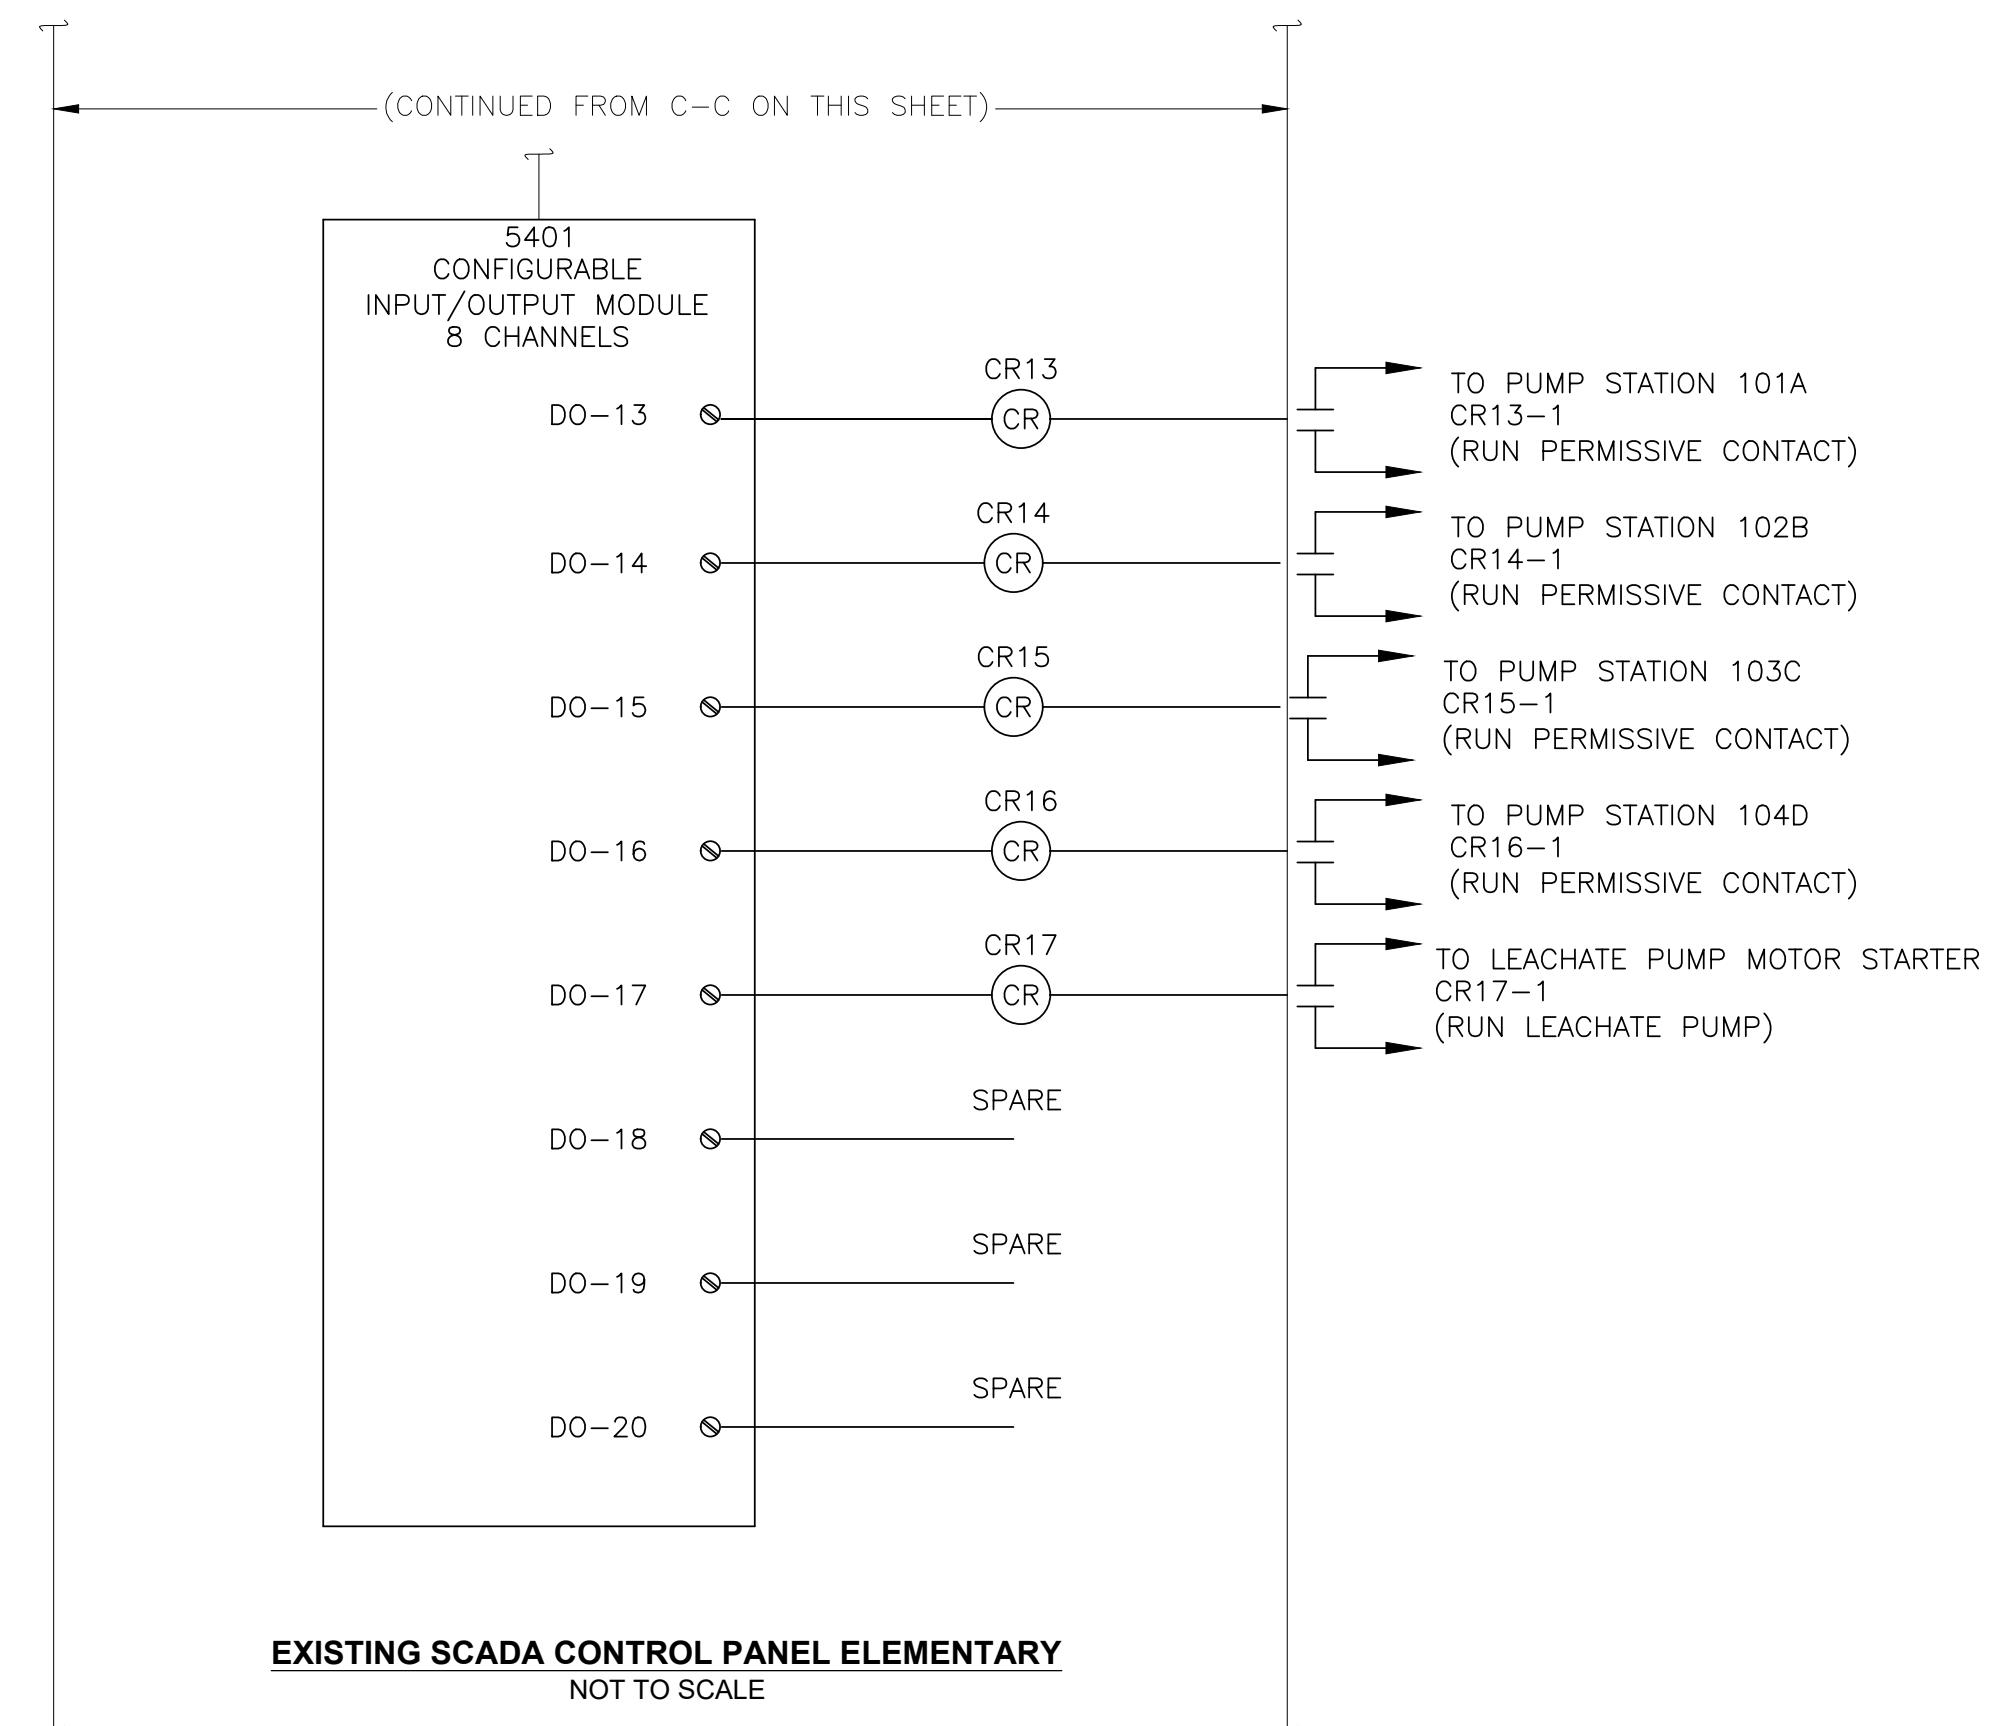 (CONTINUED FROM C-C ON THIS SHEET)
5401
CONFIGURABLE
INPUT/OUTPUT MODULE
8 CHANNELS
DO-13
CR13
CR
TO PUMP STATION 101A
CR13-1
(RUN PERMISSIVE CONTACT)
DO-14
CR14
CR
TO PUMP STATION 102B
CR14-1
(RUN PERMISSIVE CONTACT)
DO-15
CR15
CR
TO PUMP STATION 103C
CR15-1
(RUN PERMISSIVE CONTACT)
DO-16
CR16
CR
TO PUMP STATION 104D
CR16-1
(RUN PERMISSIVE CONTACT)
DO-17
CR17
CR
TO LEACHATE PUMP MOTOR STARTER
CR17-1
(RUN LEACHATE PUMP)
DO-18
SPARE
DO-19
SPARE
DO-20
SPARE
EXISTING SCADA CONTROL PANEL ELEMENTARY
NOT TO SCALE